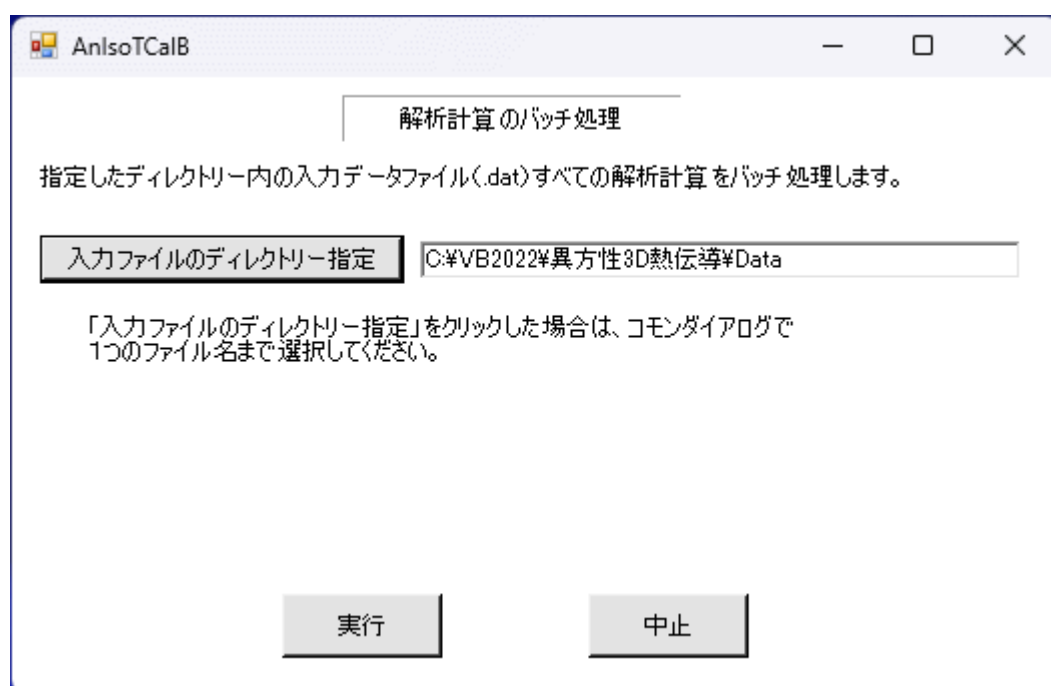 AnIsoTCalB
解析計算のバッチ処理
指定したディレクトリー内の入力データファイル(.dat)すべての解析計算をバッチ処理します。
入力ファイルのディレクトリー指定
C:¥VB2022¥異方性3D熱伝導¥Data
「入力ファイルのディレクトリー指定」をクリックした場合は、コモンダイアログで
1つのファイル名まで選択してください。
実行
中止